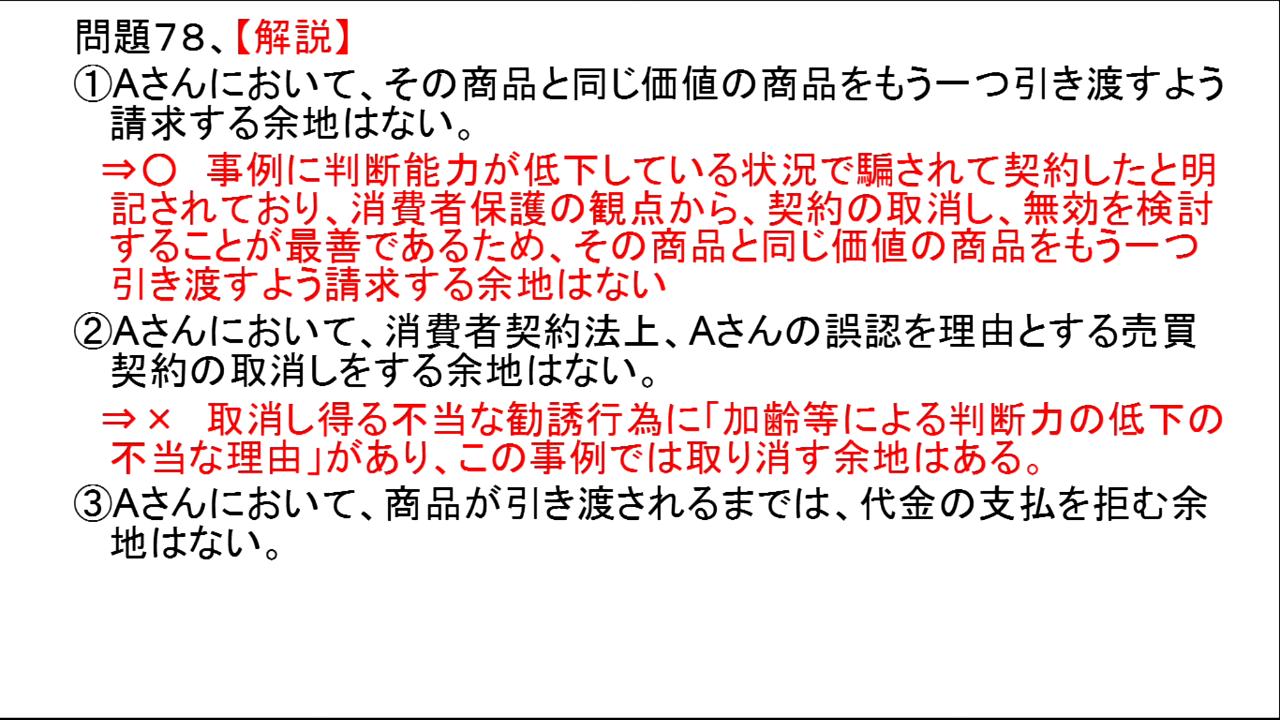 問題７８、【解説】
①Aさんにおいて、その商品と同じ価値の商品をもう一つ引き渡すよう
請求する余地はない。
⇒〇　事例に判断能力が低下している状況で騙されて契約したと明
記されており、消費者保護の観点から、契約の取消し、無効を検討
することが最善であるため、その商品と同じ価値の商品をもう一つ
引き渡すよう請求する余地はない
②Aさんにおいて、消費者契約法上、Aさんの誤認を理由とする売買
契約の取消しをする余地はない。
⇒×　取消し得る不当な勧誘行為に「加齢等による判断力の低下の
不当な理由」があり、この事例では取り消す余地はある。
③Aさんにおいて、商品が引き渡されるまでは、代金の支払を拒む余
地はない。